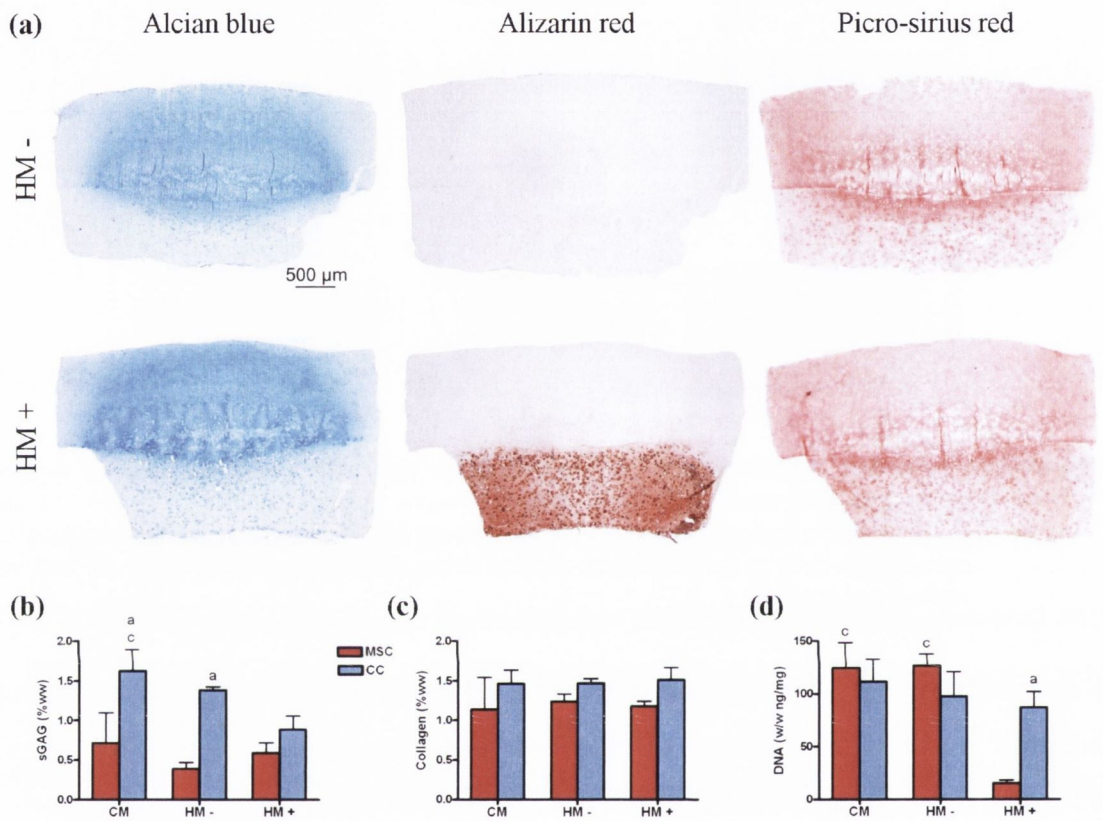 (a) Alcian blue Alizarin red Picro-sirius red
HM -
500 µm
HM +
(b) (c) (d)
a
c
a
MSC
CC
sGAG (%ww)
2.0
1.5
1.0
0.5
0.0
CM HM - HM +
Collagen (%ww)
2.0
1.5
1.0
0.5
0.0
CM HM - HM +
c c
a
DNA (w/w ng/mg)
150
100
50
0
CM HM - HM +